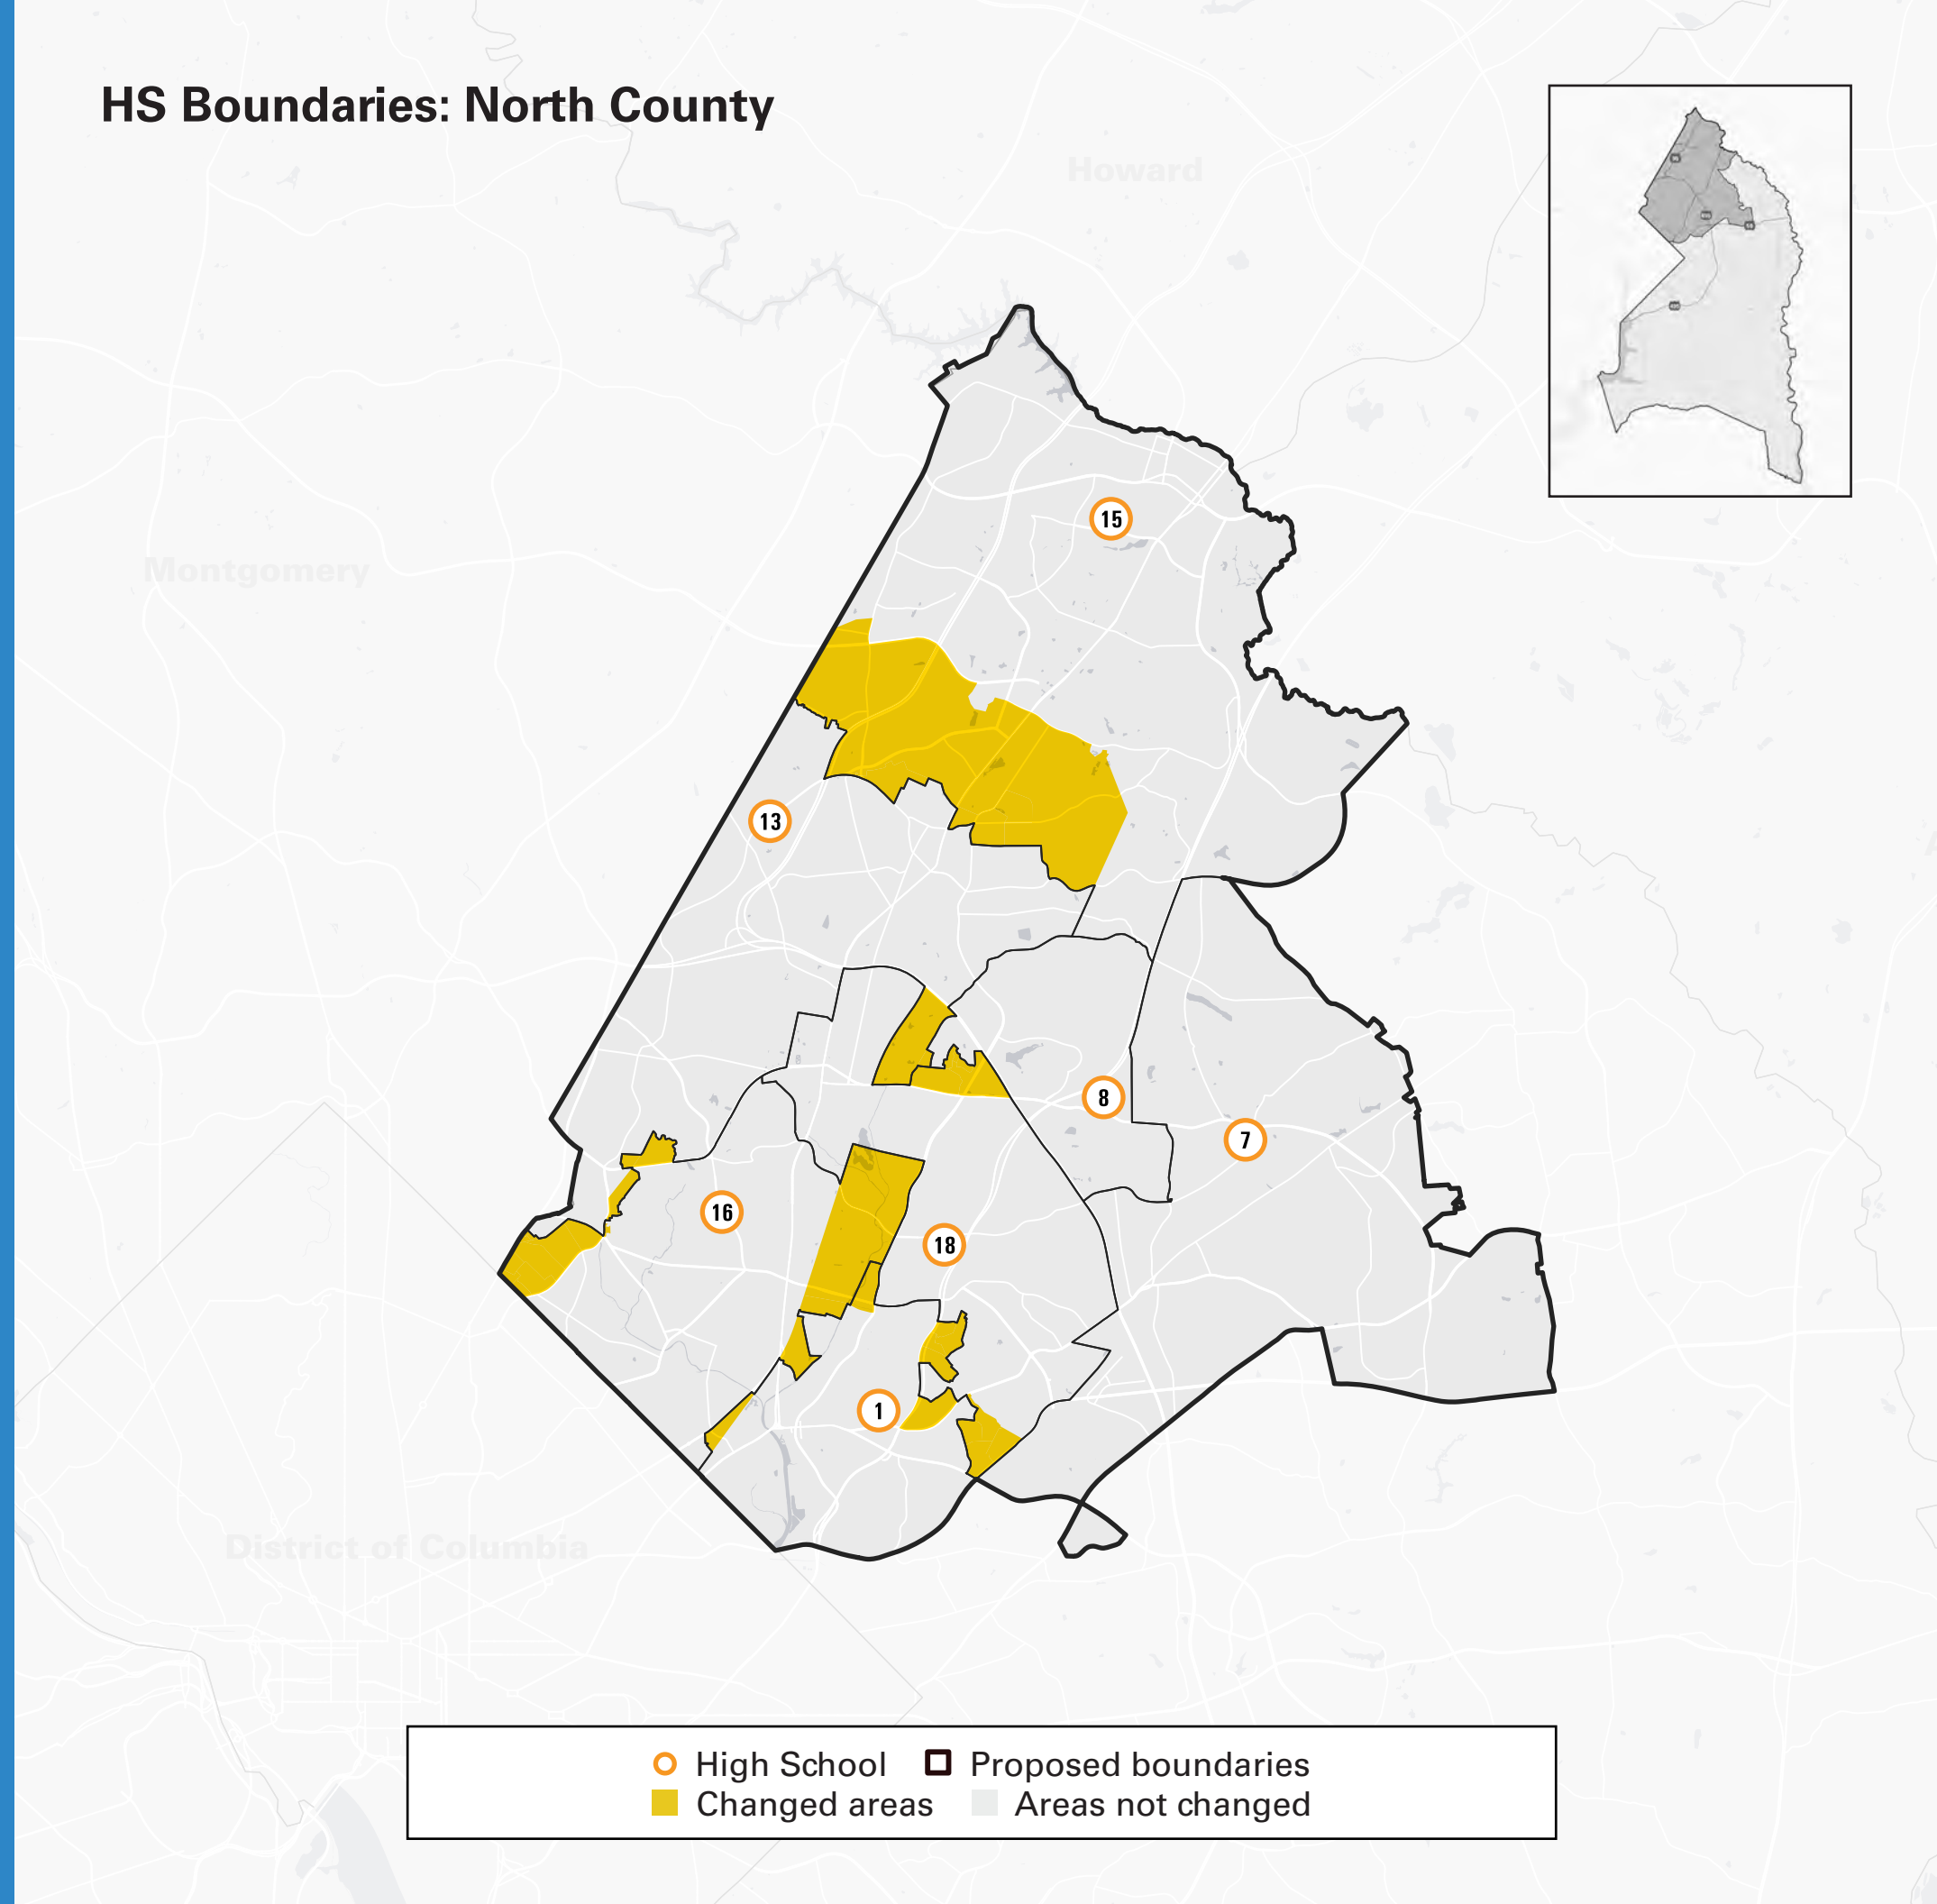 HS Boundaries: North County
Howard
Montgomery
15
13
8
7
16
18
1
District of Columbia
High School
Proposed boundaries
Changed areas
Areas not changed